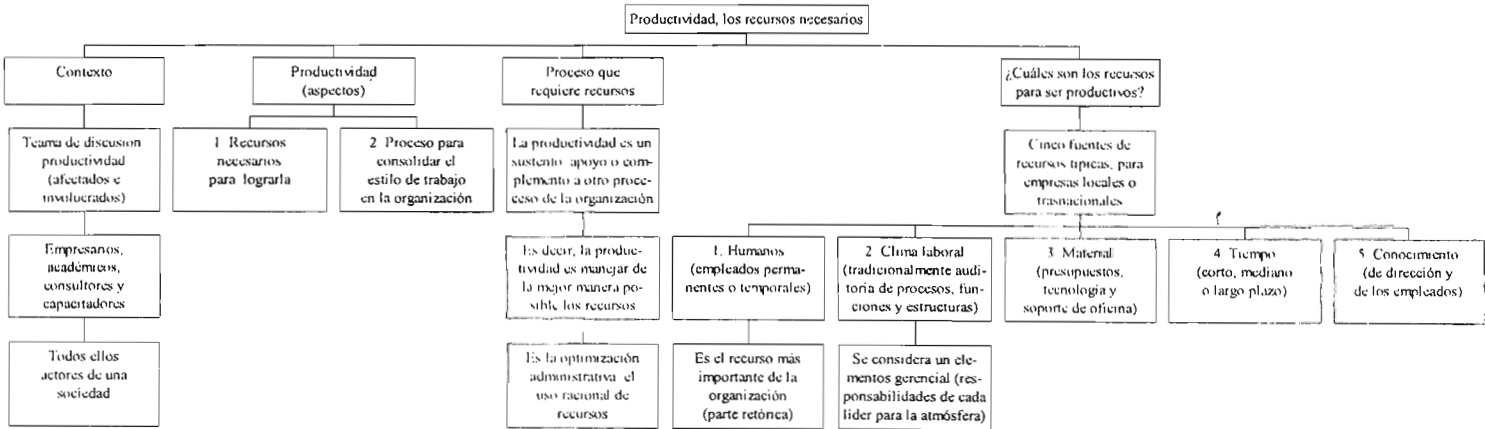 Productividad, los recursos necesarios
Contexto
Productividad
(aspectos)
Proceso que
requiere recursos
¿Cuáles son los recursos
para ser productivos?
Teama de discusion
productividad
(afectados e
involucrados)
1 Recursos
necesarios
para lograrla
2 Proceso para
consolidar el
estilo de trabajo
en la organización
La productividad es un
sustento apoyo o com-
plemento a otro proce-
ceso de la organización
Cinco fuentes de
recursos tipicas, para
empresas locales o
trasnacionales
Empresarios,
académicos,
consultores y
capacitadores
Es decir, la produc-
tividad es manejar de
la mejor manera po-
sible los recursos
1. Humanos
(empleados perma-
nentes o temporales)
2 Clima laboral
(tradicionalmente audi-
toria de procesos, fun-
ciones y estructuras)
3 Material
(presupuestos,
tecnologia y
soporte de oficina)
4 Tiempo
(corto, mediano
o largo plazo)
5 Conocimiento
(de dirección y
de los empleados)
Todos ellos
actores de una
sociedad
Es la optimización
administrativa el
uso racional de
recursos
Es el recurso más
importante de la
organización
(parte retórica)
Se considera un ele-
mentos gerencial (res-
ponsabilidades de cada
lider para la atmósfera)